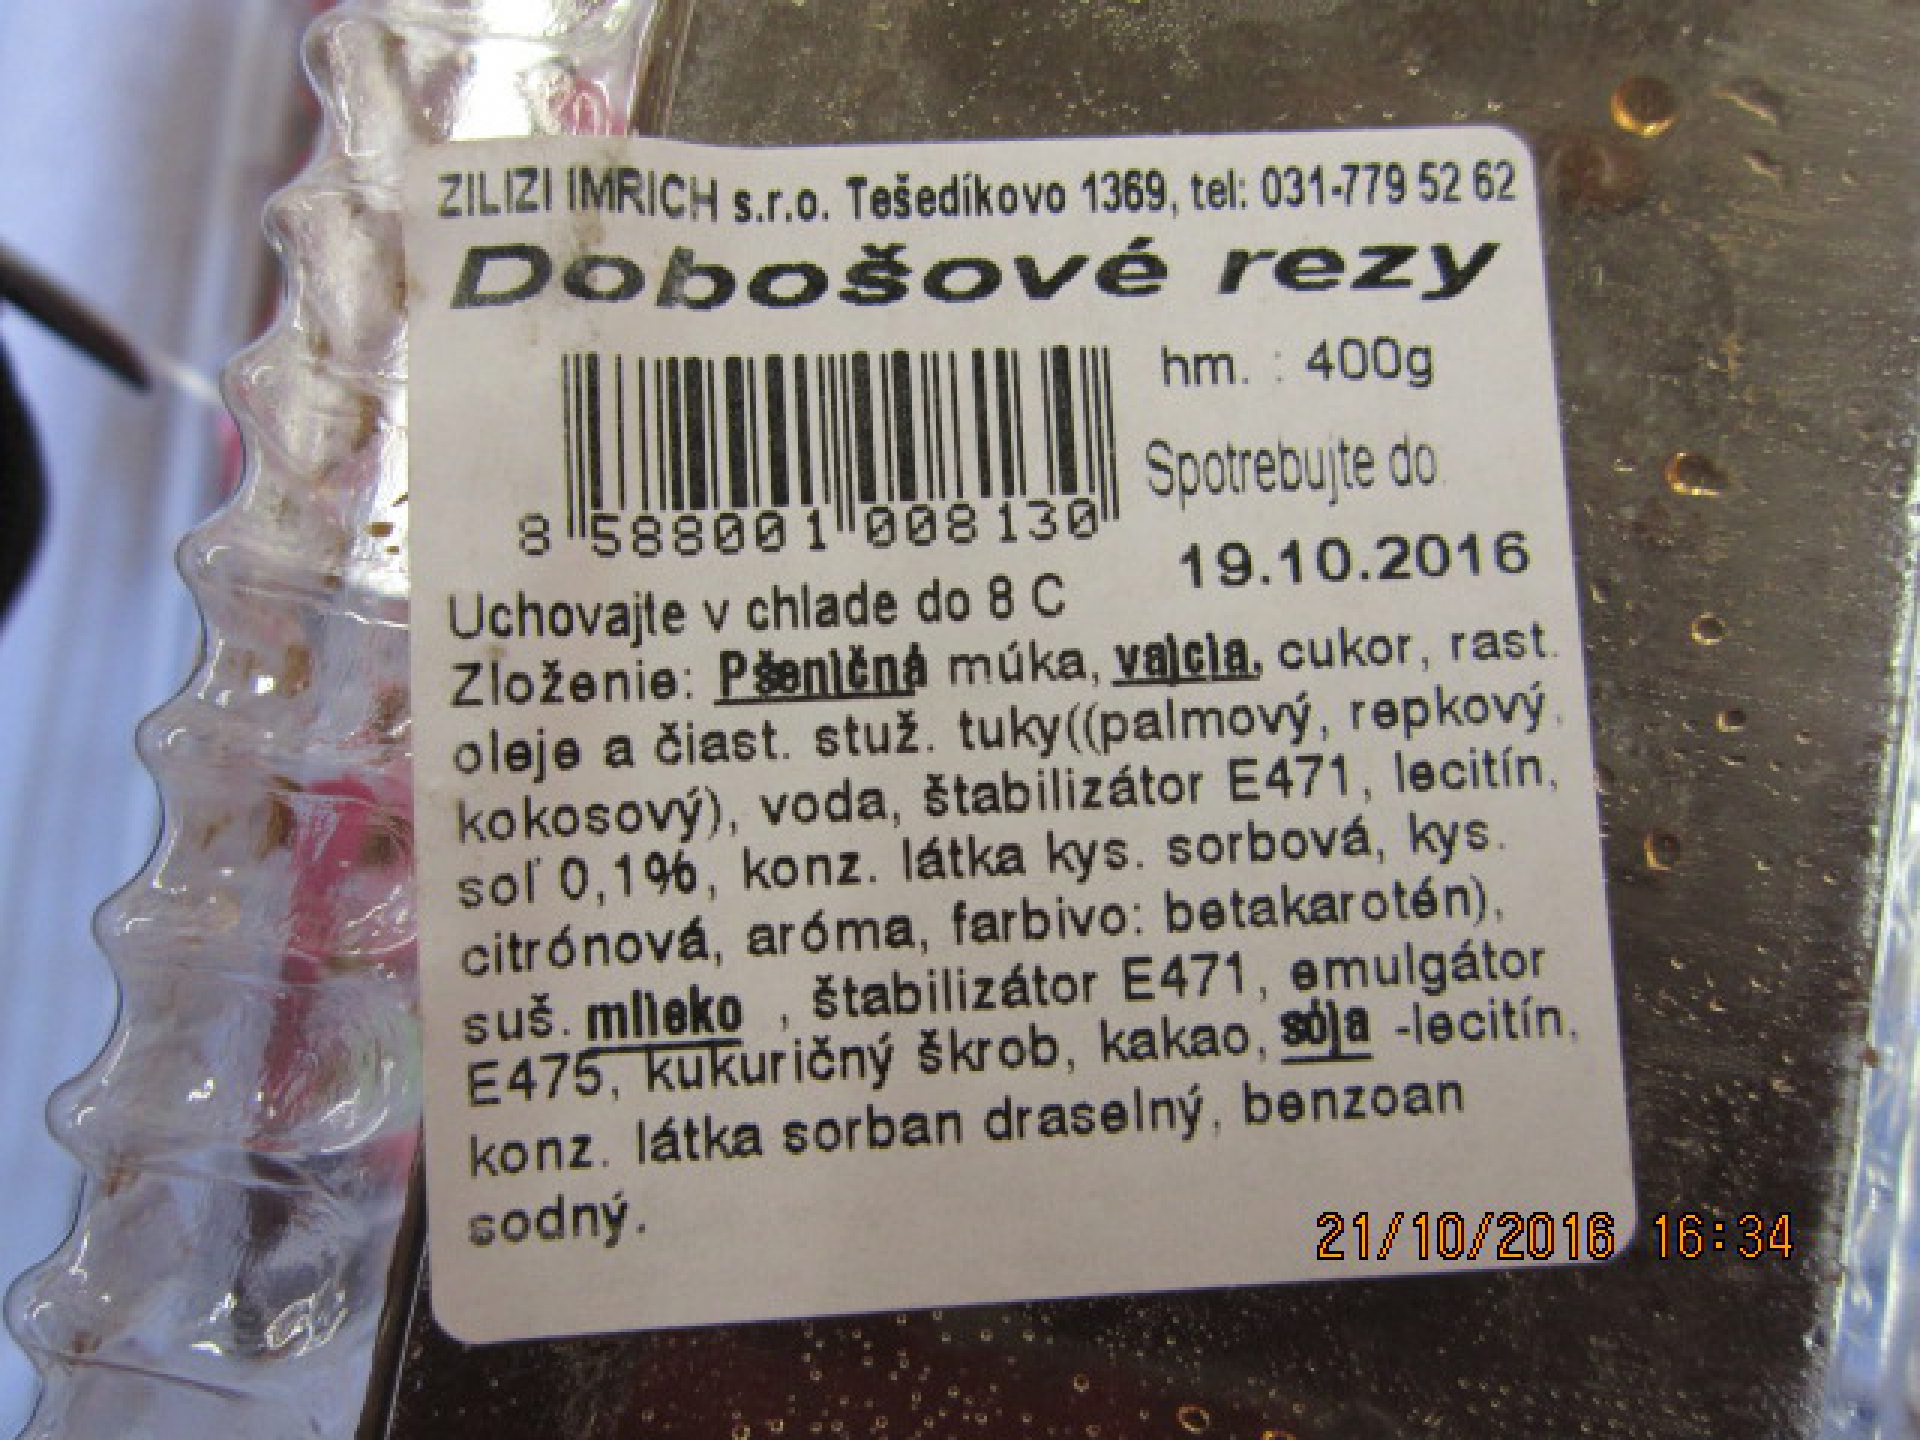 ZILIZI IMRICH s.r.o. Tešedíkovo 1369, tel: 031-779 52 62
Dobošové rezy
hm. : 400g
Spotrebujte do
8 588001 008130
19.10.2016
Uchovajte v chlade do 8 C
Zloženie: Pšeničná múka, vajcia, cukor, rast.
oleje a čiast. stuž. tuky((palmový, repkový,
kokosový), voda, štabilizátor E471, lecitín,
soľ 0,1%, konz. látka kys. sorbová, kys.
citrónová, aróma, farbivo: betakarotén),
suš. mlieko , štabilizátor E471, emulgátor
E475, kukuričný škrob, kakao, sója -lecitín,
konz. látka sorban draselný, benzoan
sodný.
21/10/2016 16:34